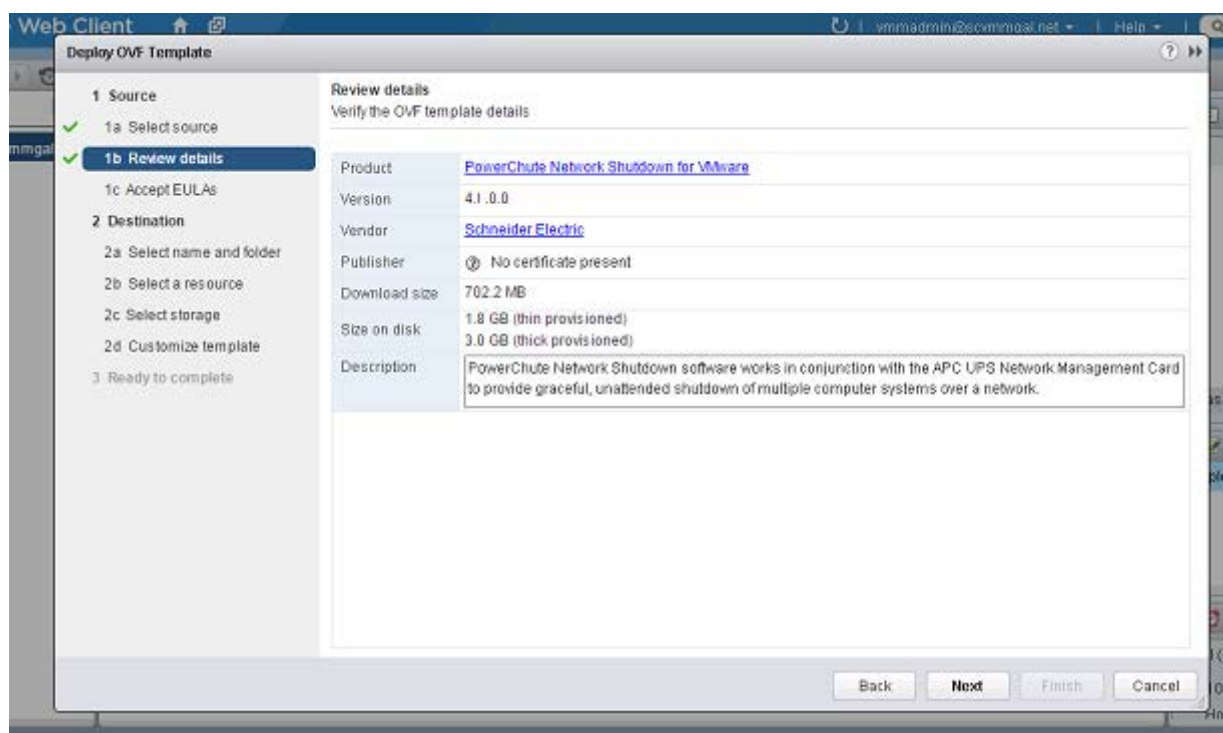 Web Client
vmmadmin@scvmmgal.net
Help
Deploy OVF Template
1 Source
1a Select source
1b Review details
1c Accept EULAs
2 Destination
2a Select name and folder
2b Select a resource
2c Select storage
2d Customize template
3 Ready to complete
Review details
Verify the OVF template details
Product PowerChute Network Shutdown for VMware
Version 4.1.0.0
Vendor Schneider Electric
Publisher No certificate present
Download size 702.2 MB
Size on disk 1.8 GB (thin provisioned)
3.0 GB (thick provisioned)
Description PowerChute Network Shutdown software works in conjunction with the APC UPS Network Management Card
to provide graceful, unattended shutdown of multiple computer systems over a network.
Back Next Finish Cancel